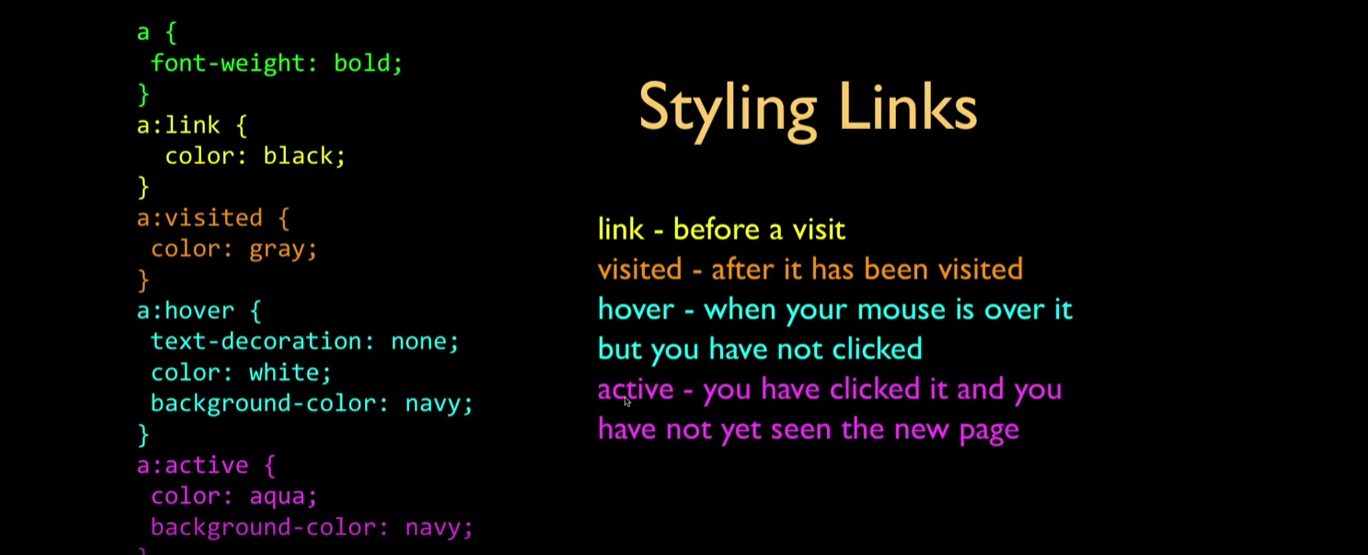 a {
font-weight: bold;
}
a:link {
color: black;
}
a:visited {
color: gray;
}
a:hover {
text-decoration: none;
color: white;
background-color: navy;
}
a:active {
color: aqua;
background-color: navy;
}
Styling Links
link - before a visit
visited - after it has been visited
hover - when your mouse is over it
but you have not clicked
active - you have clicked it and you
have not yet seen the new page